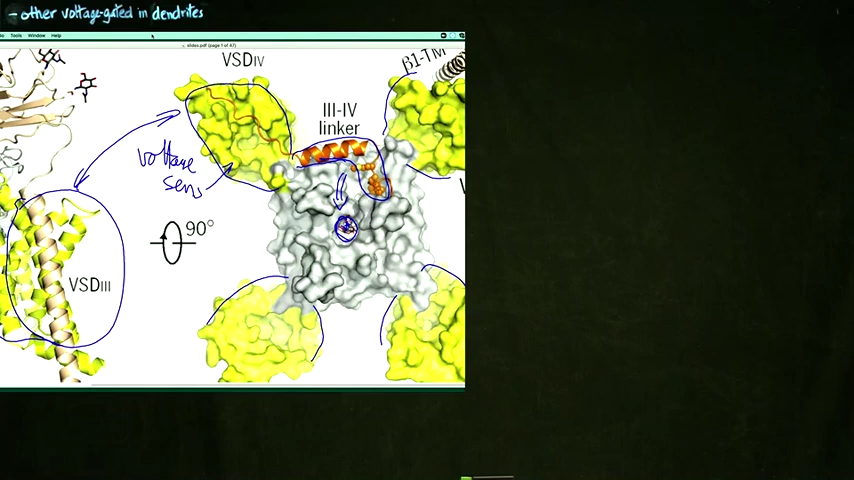 - other voltage-gated in dendrites
Tools Window Help
slides.pdf (page 1 of 47)
VSDIV
β1-TM
III-IV
linker
voltage
sens
90°
VSDIII